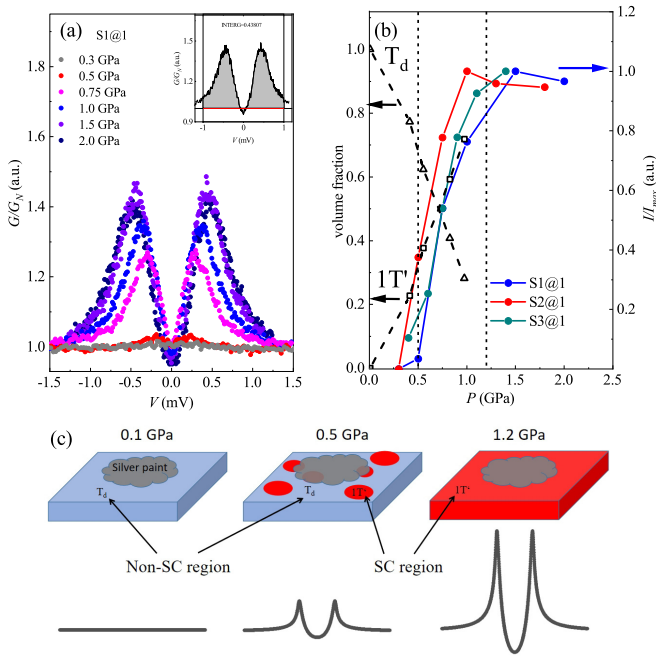 (a)
S1@1
0.3 GPa
0.5 GPa
0.75 GPa
1.0 GPa
1.5 GPa
2.0 GPa
INTERG=0.43807
G/G_N (a.u.)
1.5
1.2
0.9
-1 0 1
V (mV)
G/G_N (a.u.)
1.8
1.6
1.4
1.2
1.0
-1.5 -1.0 -0.5 0.0 0.5 1.0 1.5
V (mV)
(b)
T_d
1T'
volume fraction
1.0
0.8
0.6
0.4
0.2
0.0
0.0 0.5 1.0 1.5 2.0 2.5
P (GPa)
1.2
1.0
0.8
0.6
0.4
0.2
I/I_max (a.u.)
S1@1
S2@1
S3@1
(c)
0.1 GPa 0.5 GPa 1.2 GPa
Silver paint
T_d T_d 1T' 1T'
Non-SC region SC region